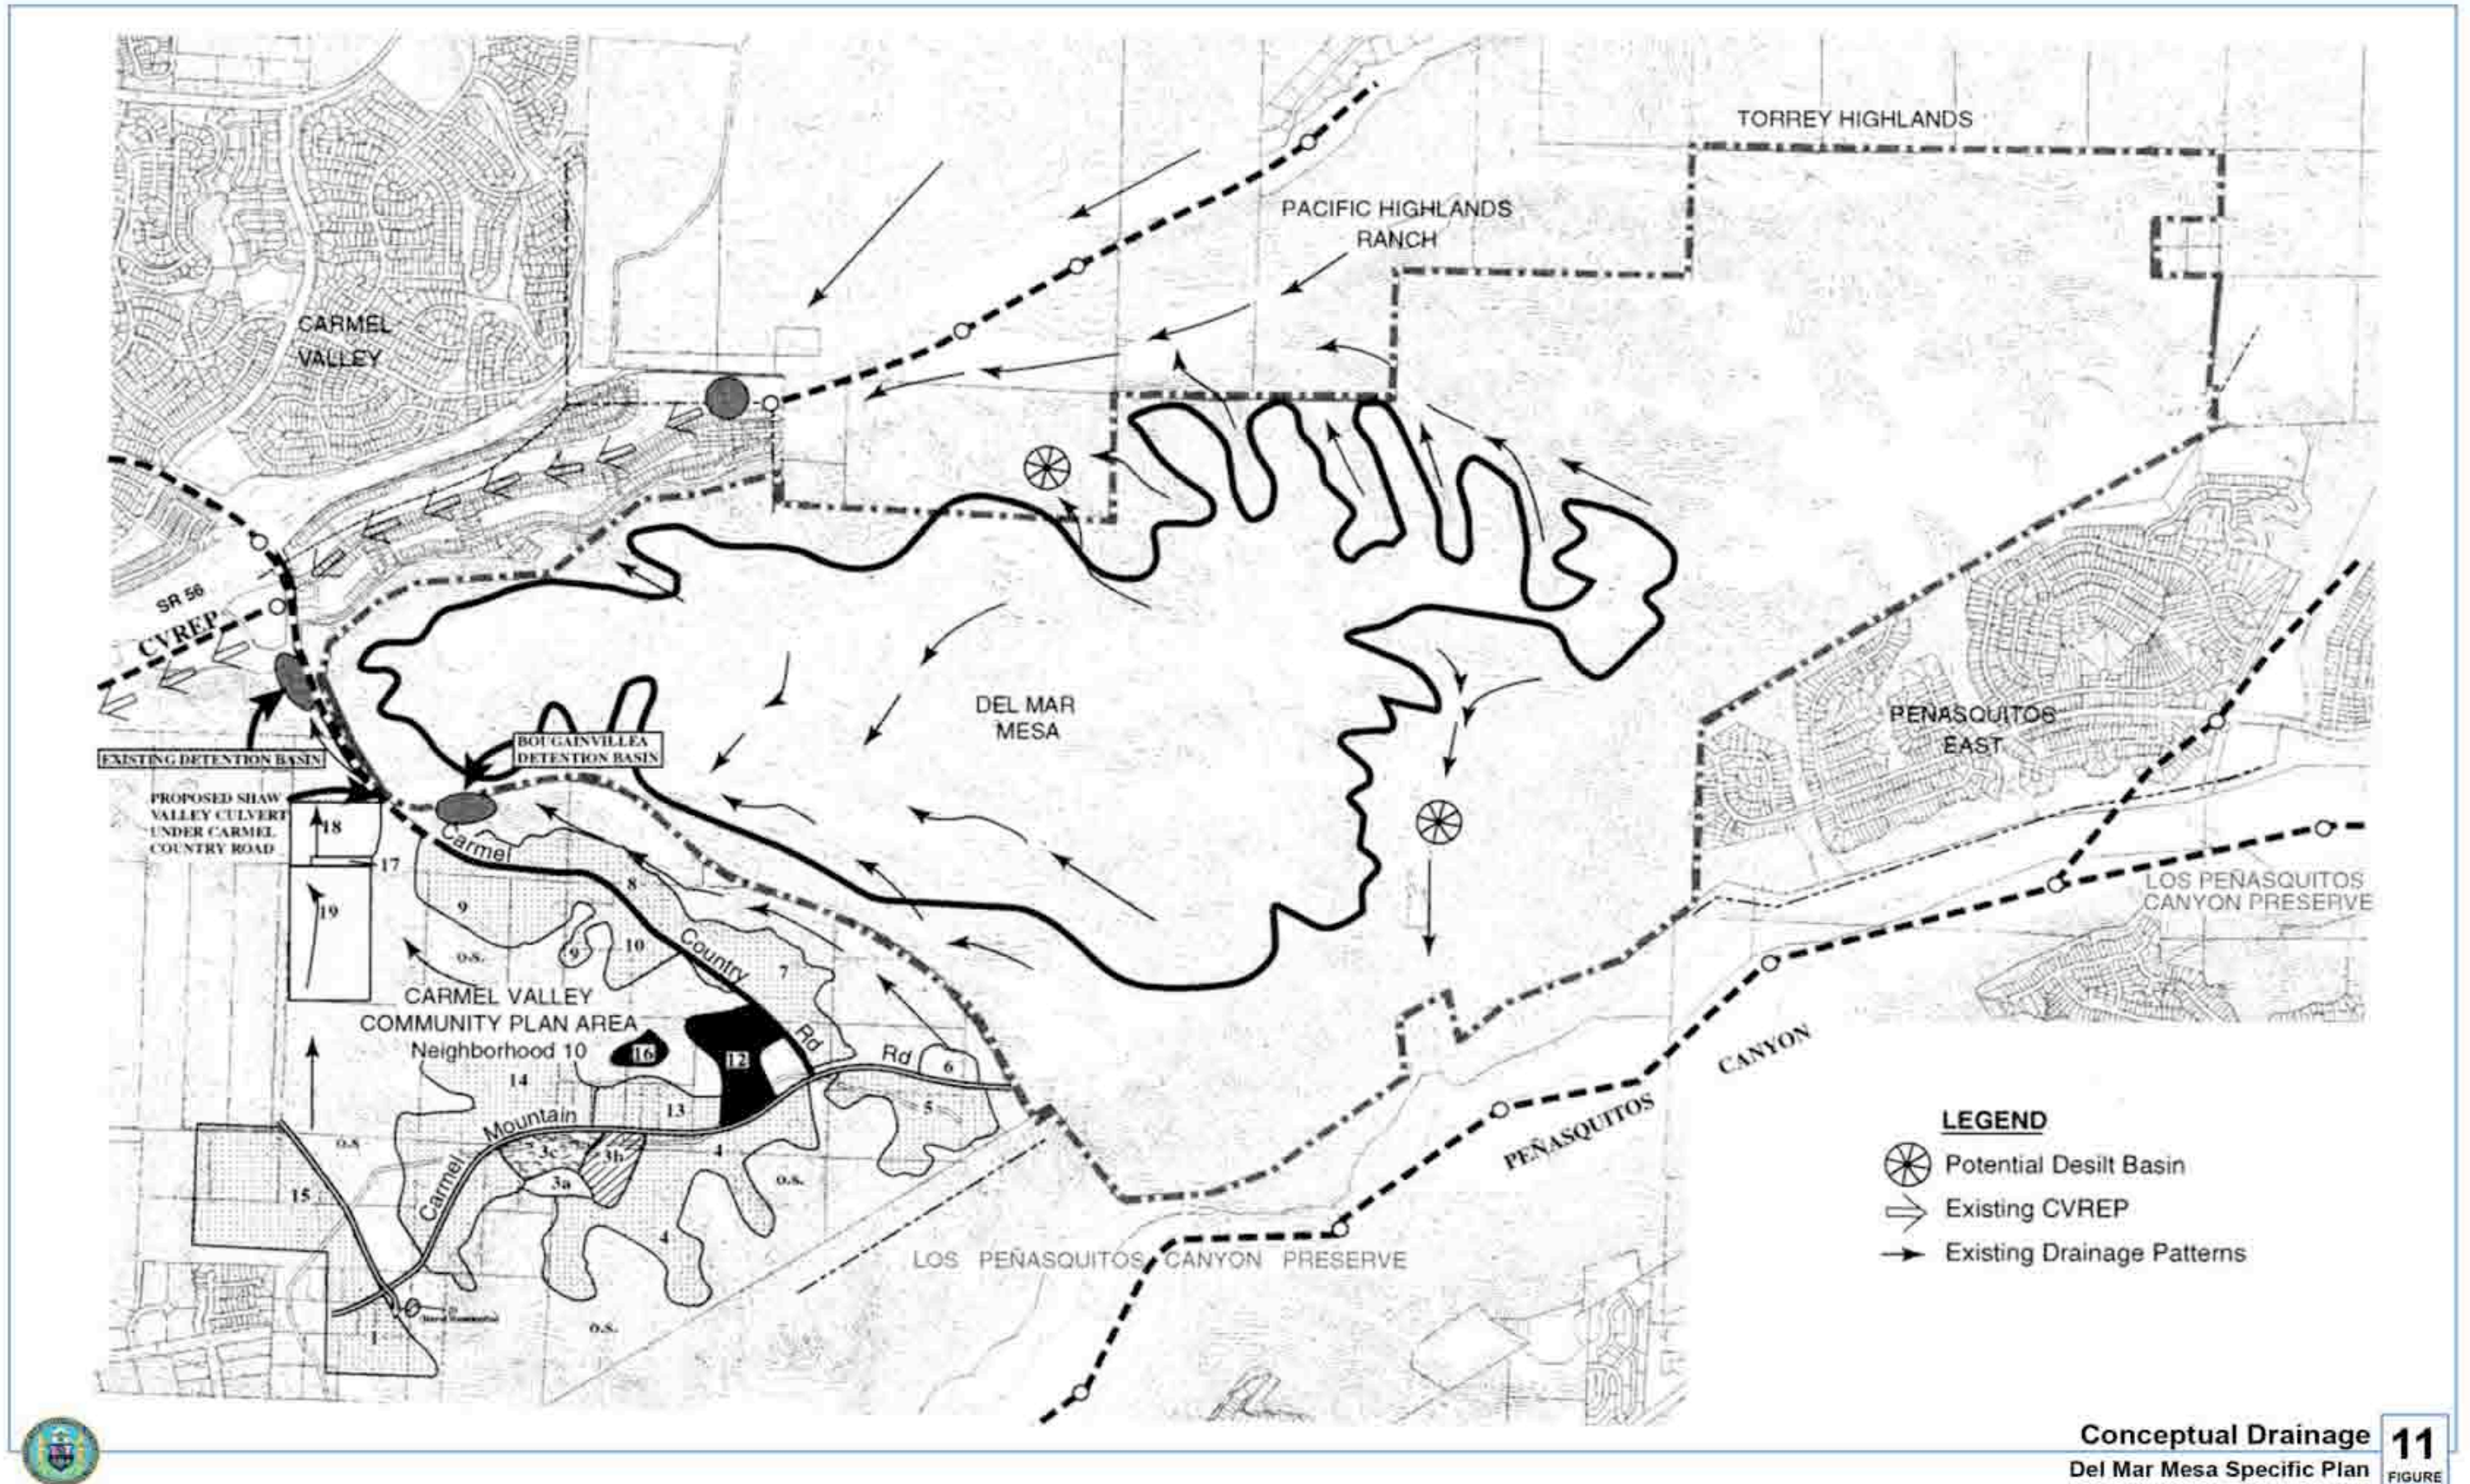 TORREY HIGHLANDS
PACIFIC HIGHLANDS
RANCH
CARMEL
VALLEY
SR 56
CVREP
DEL MAR
MESA
PEÑASQUITOS
EAST
BOUGAINVILLEA
DETENTION BASIN
EXISTING DETENTION BASIN
PROPOSED SHAW
VALLEY CULVERT
UNDER CARMEL
COUNTRY ROAD
18
17
19
Carmel
Country
Rd
8
9
9
10
o.s.
7
LOS PEÑASQUITOS
CANYON PRESERVE
CARMEL VALLEY
COMMUNITY PLAN AREA
Neighborhood 10
16
12
Rd
6
14
13
5
Carmel
Mountain
o.s
3c
3b
4
3a
o.s.
15
4
1
o.s.
PEÑASQUITOS
CANYON
LOS PEÑASQUITOS CANYON PRESERVE
LEGEND
Potential Desilt Basin
Existing CVREP
Existing Drainage Patterns
Conceptual Drainage
Del Mar Mesa Specific Plan
11
FIGURE